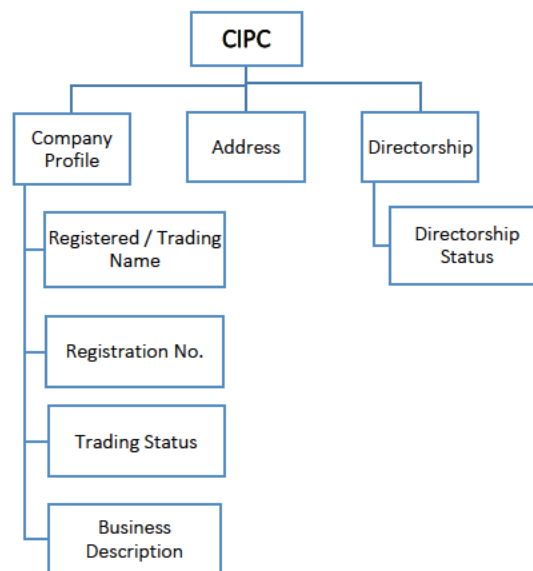 CIPC
Company
Profile
Address
Directorship
Registered / Trading
Name
Directorship
Status
Registration No.
Trading Status
Business
Description